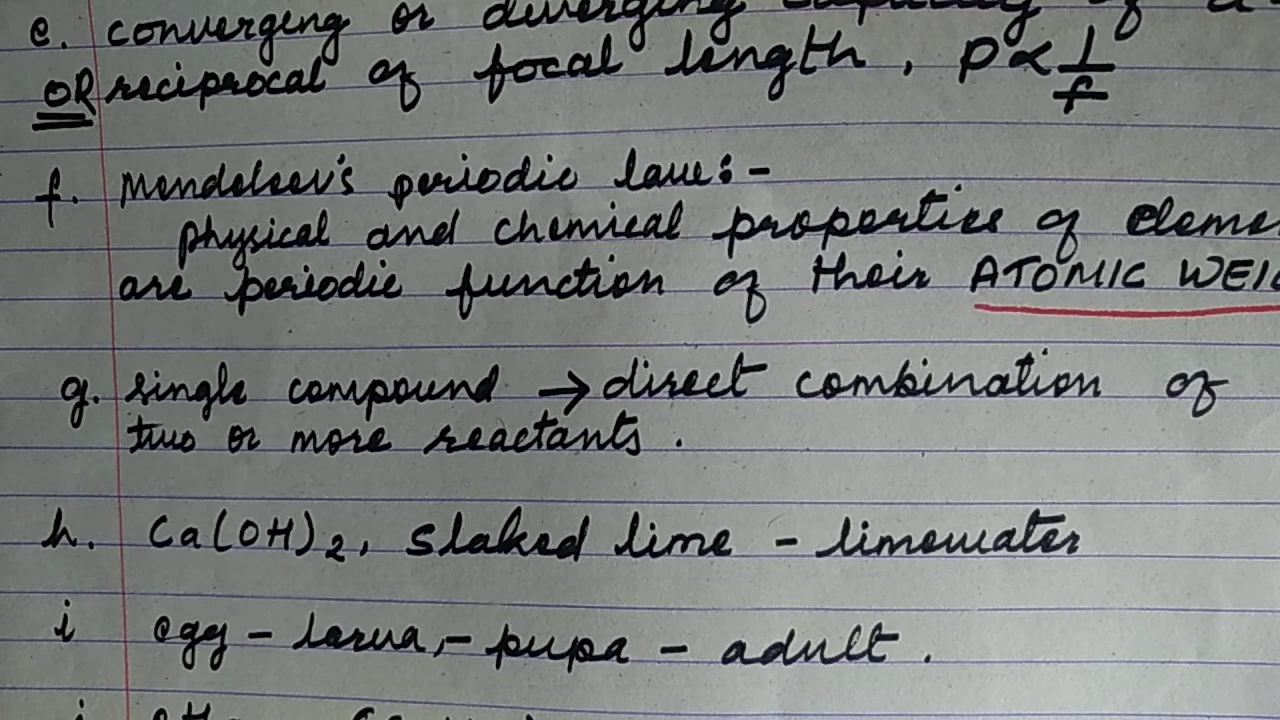 e. converging or diverging capacity of a
OR reciprocal of focal length, P ∝ 1/f
f. Mendeleev's periodic law:-
physical and chemical properties of eleme
are periodic function of their ATOMIC WEIG
g. single compound → direct combination of
two or more reactants.
h. Ca(OH)2, slaked lime - limewater
i egg - larva,- pupa - adult.